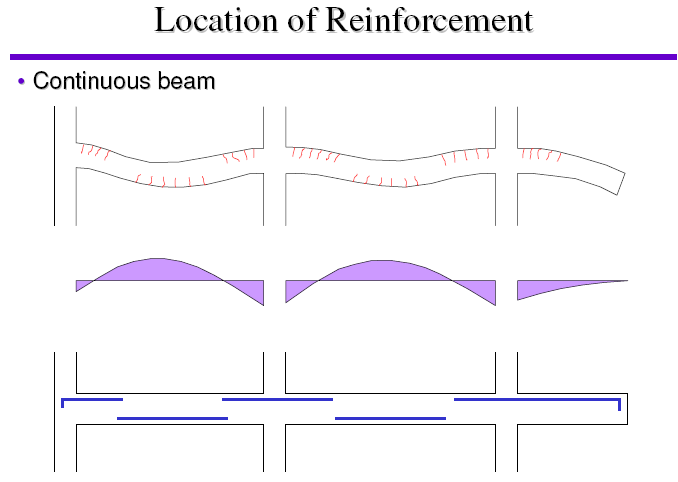 Location of Reinforcement
• Continuous beam